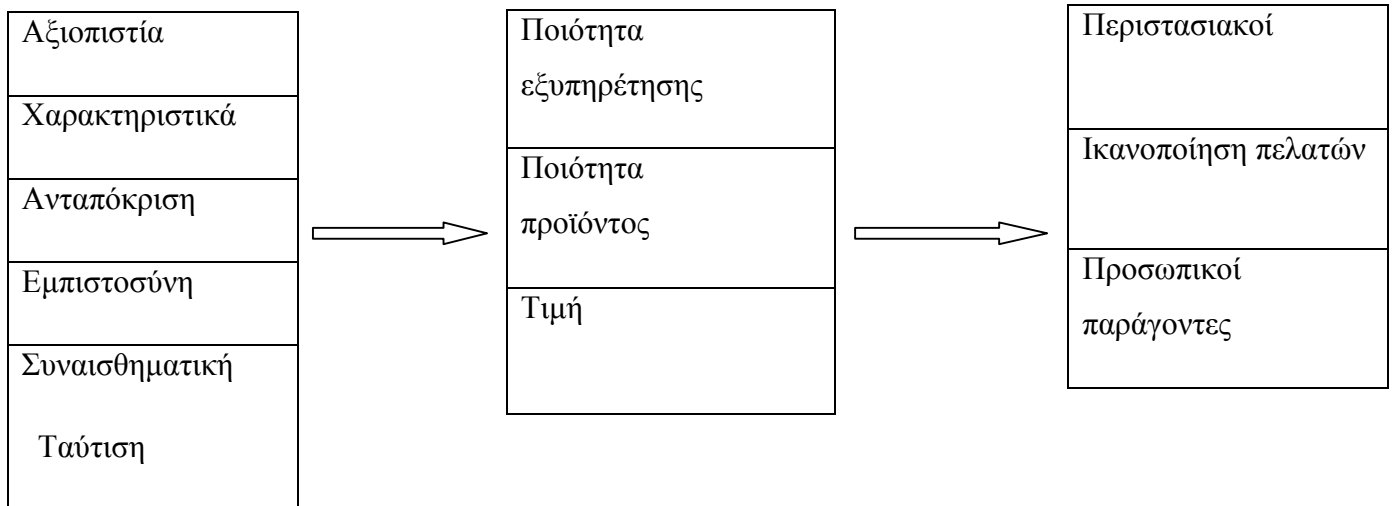 Αξιοπιστία
Χαρακτηριστικά
Ανταπόκριση
Εμπιστοσύνη
Συναισθηματική
Ταύτιση
Ποιότητα
εξυπηρέτησης
Ποιότητα
προϊόντος
Τιμή
Περιστασιακοί
Ικανοποίηση πελατών
Προσωπικοί
παράγοντες